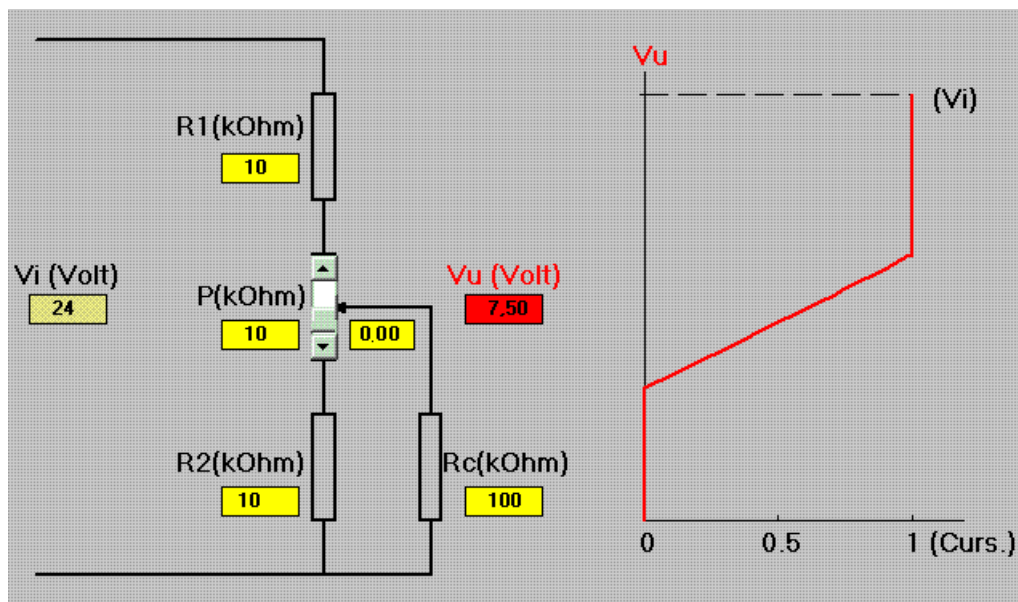 R1(kOhm)
10
Vi (Volt)
24
P(kOhm)
10
0,00
Vu (Volt)
7,50
R2(kOhm)
10
Rc(kOhm)
100
Vu
(Vi)
0
0.5
1 (Curs.)